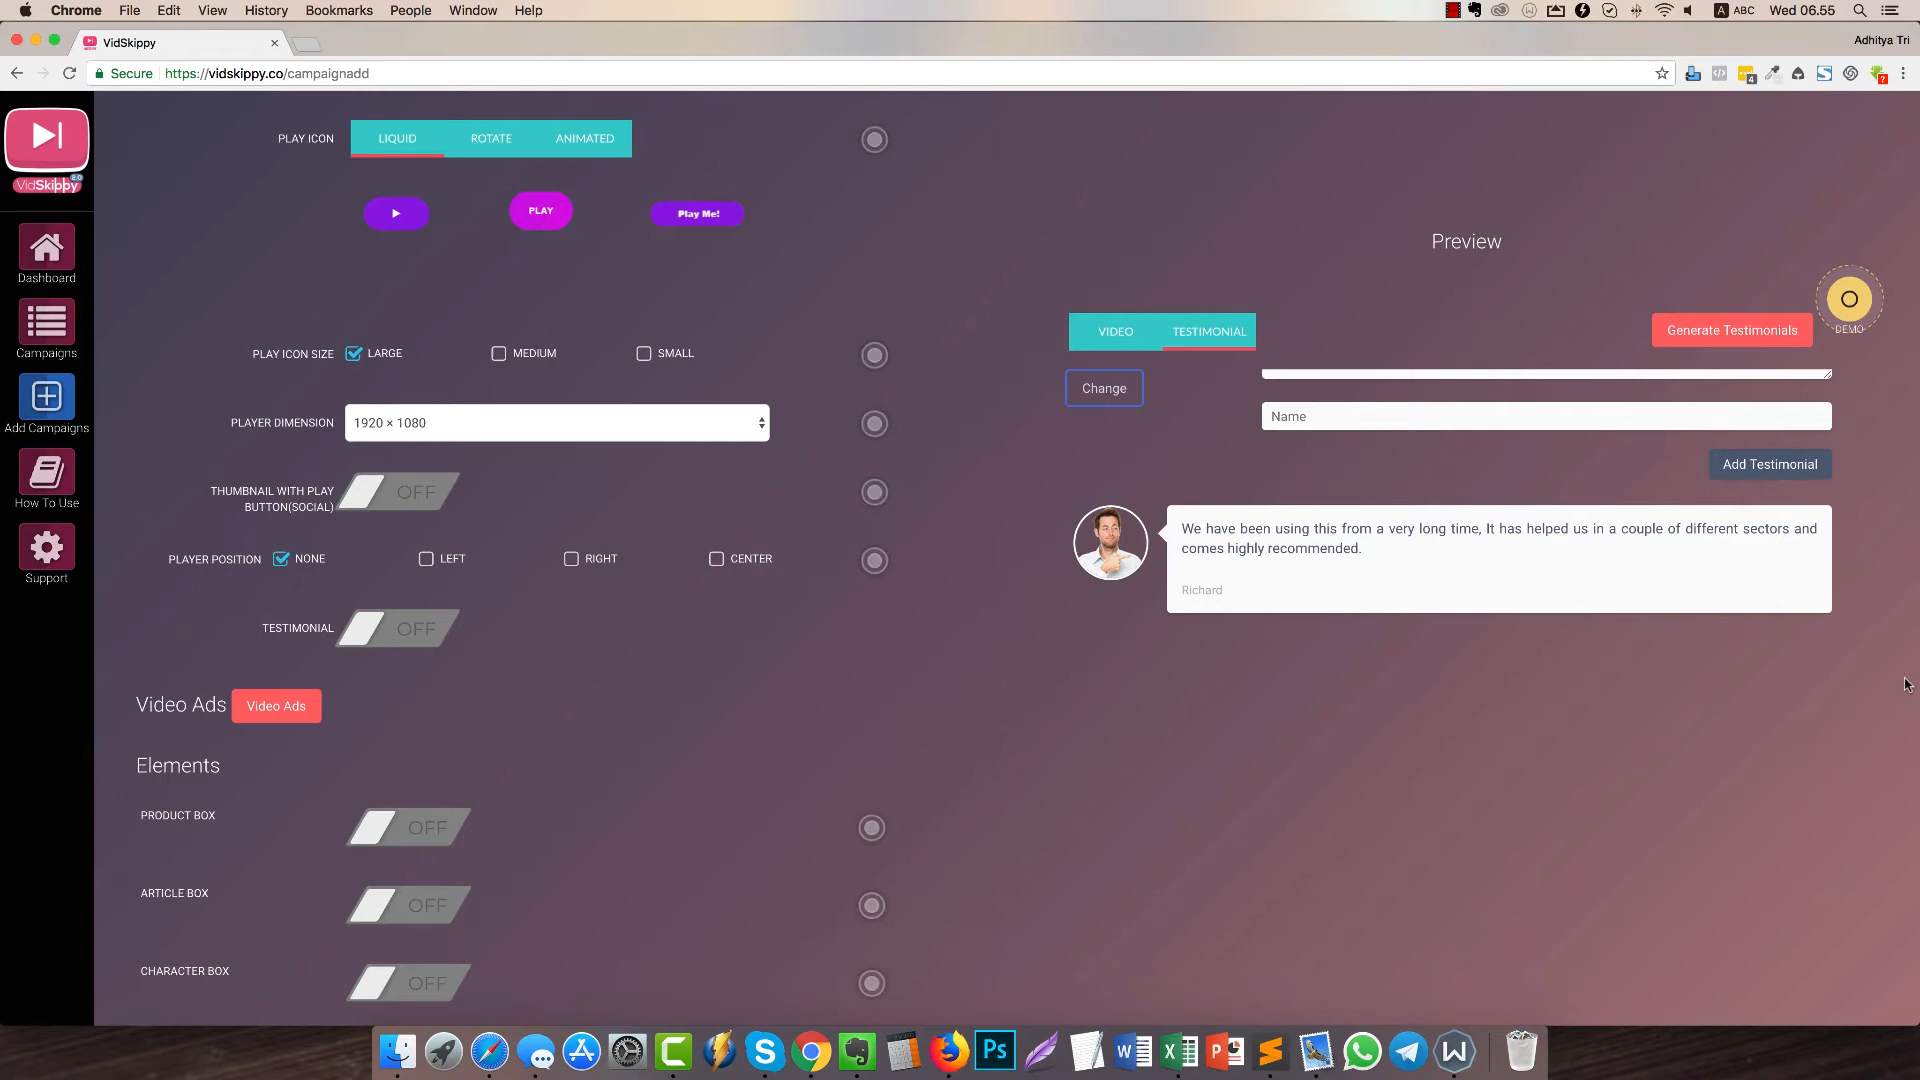 Chrome File Edit View History Bookmarks People Window Help
ABC Wed 06.55
VidSkippy
Adhitya Tri
Secure https://vidskippy.co/campaignadd
VidSkippy 2.0
Dashboard
Campaigns
Add Campaigns
How To Use
Support
PLAY ICON LIQUID ROTATE ANIMATED
PLAY Play Me!
PLAY ICON SIZE LARGE MEDIUM SMALL
PLAYER DIMENSION 1920 × 1080
THUMBNAIL WITH PLAY
BUTTON(SOCIAL) OFF
PLAYER POSITION NONE LEFT RIGHT CENTER
TESTIMONIAL OFF
Video Ads Video Ads
Elements
PRODUCT BOX OFF
ARTICLE BOX OFF
CHARACTER BOX OFF
Preview
VIDEO TESTIMONIAL Generate Testimonials DEMO
Change
Name
Add Testimonial
We have been using this from a very long time, It has helped us in a couple of different sectors and
comes highly recommended.
Richard
Ps